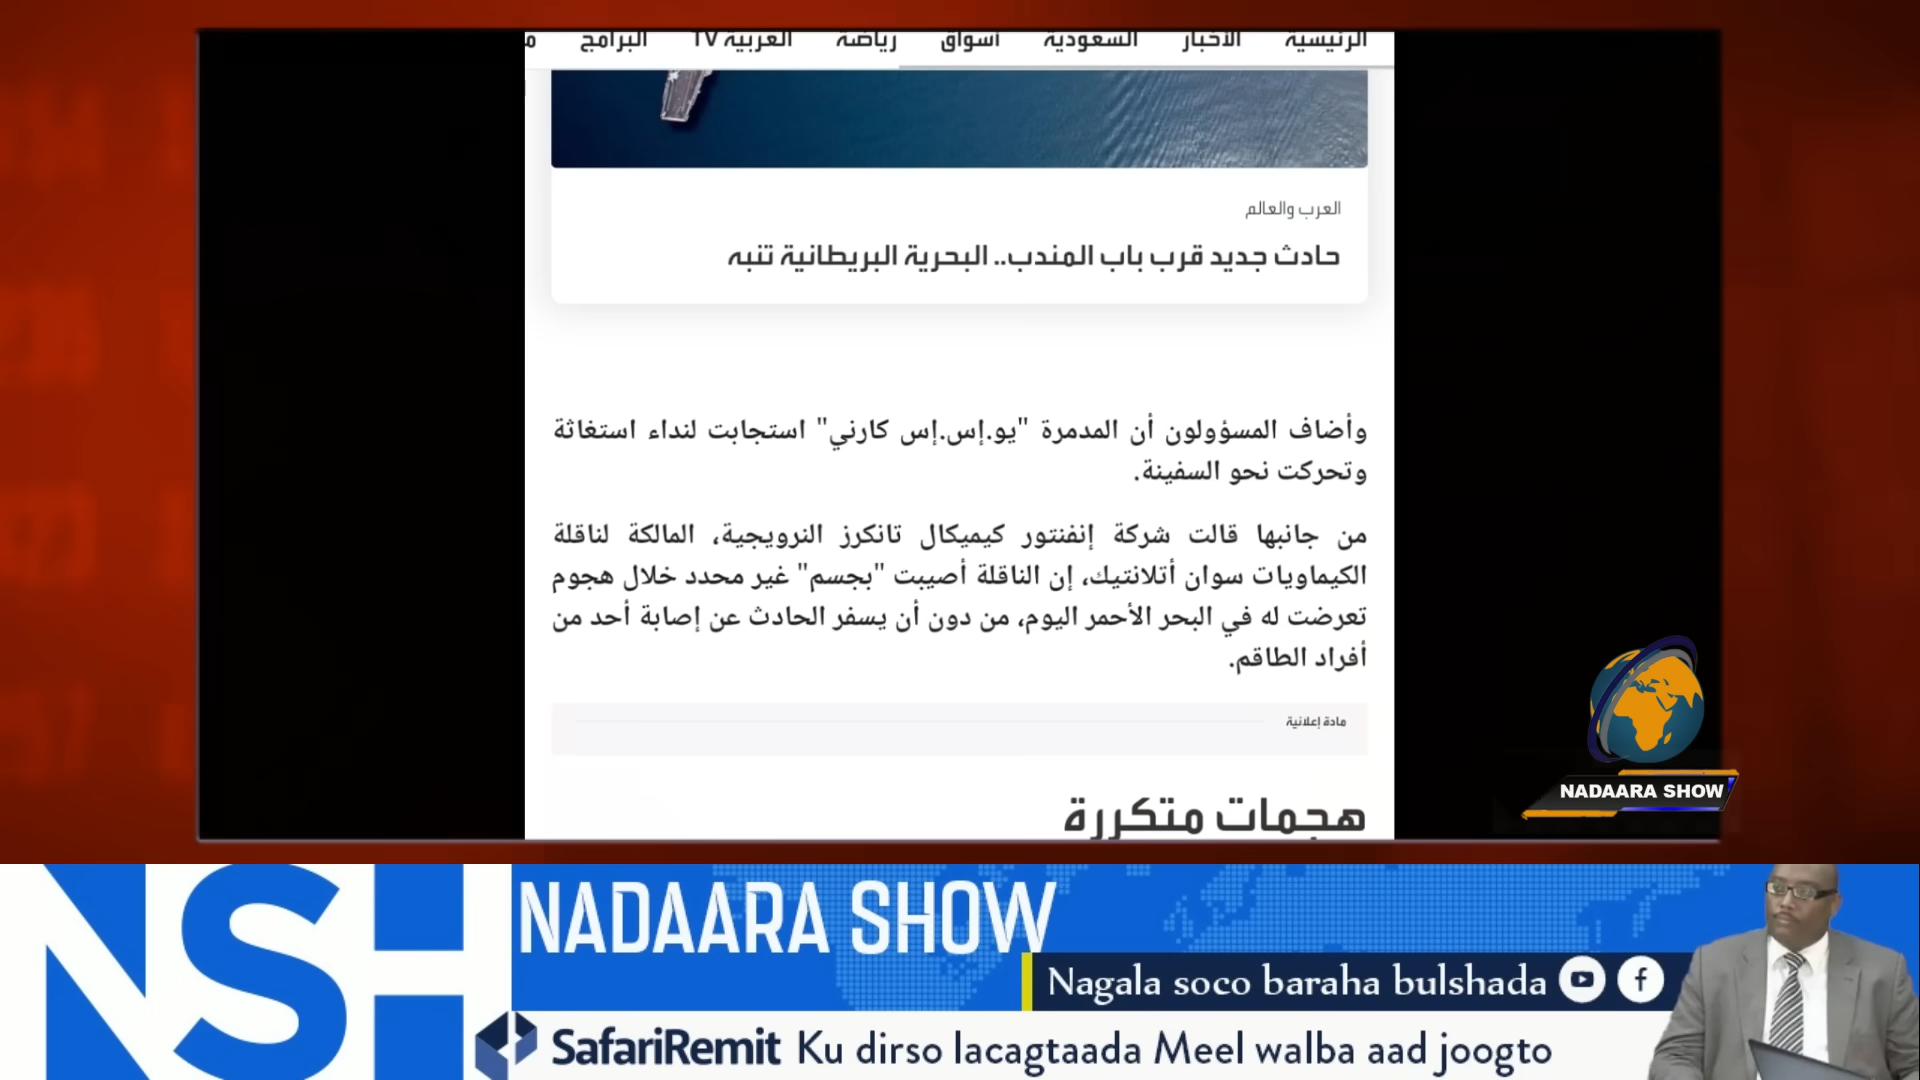 الرئيسية الأخبار السعودية أسواق رياضة العربية TV البرامج
العرب والعالم
حادث جديد قرب باب المندب.. البحرية البريطانية تنبه
وأضاف المسؤولون أن المدمرة "يو.إس.إس كارني" استجابت لنداء استغاثة
وتحركت نحو السفينة.
من جانبها قالت شركة إنفنتور كيميكال تانكرز النرويجية، المالكة لناقلة
الكيماويات سوان أتلانتيك، إن الناقلة أصيبت "بجسم" غير محدد خلال هجوم
تعرضت له في البحر الأحمر اليوم، من دون أن يسفر الحادث عن إصابة أحد من
أفراد الطاقم.
مادة إعلانية
هجمات متكررة
NADAARA SHOW
NSH
NADAARA SHOW
Nagala soco baraha bulshada
SafariRemit Ku dirso lacagtaada Meel walba aad joogto